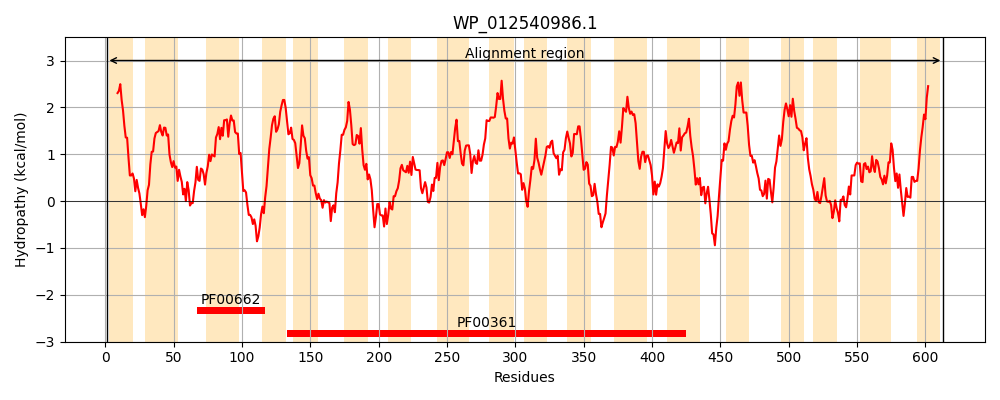 WP_012540986.1
Alignment region
3
2
1
0
−1
−2
−3
Hydropathy (kcal/mol)
PF00662
PF00361
0 50 100 150 200 250 300 350 400 450 500 550 600
Residues